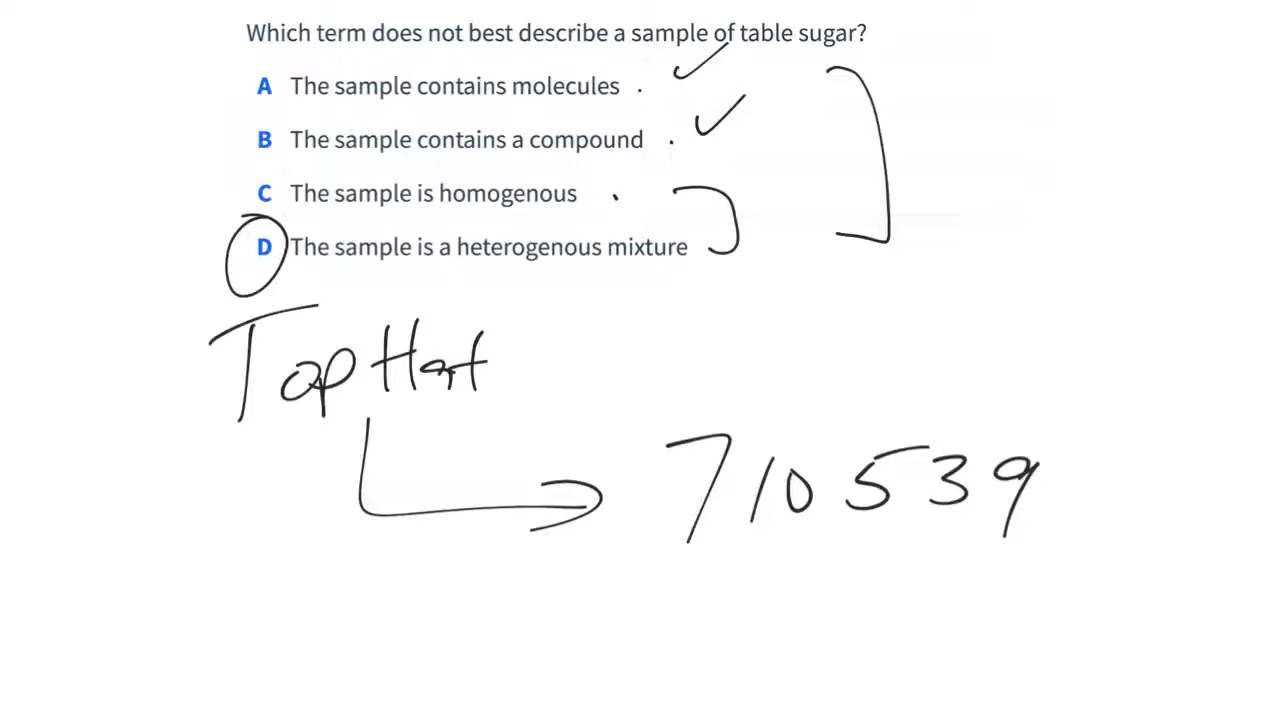 Which term does not best describe a sample of table sugar?
A The sample contains molecules
B The sample contains a compound
C The sample is homogenous
D The sample is a heterogenous mixture
Top Hat
710539